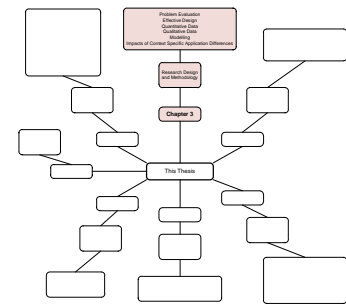 Problem Evaluation
Effective Design
Quantitative Data
Qualitative Data
Modelling
Impacts of Context Specific Application Differences
Research Design
and Methodology
Chapter 3
This Thesis